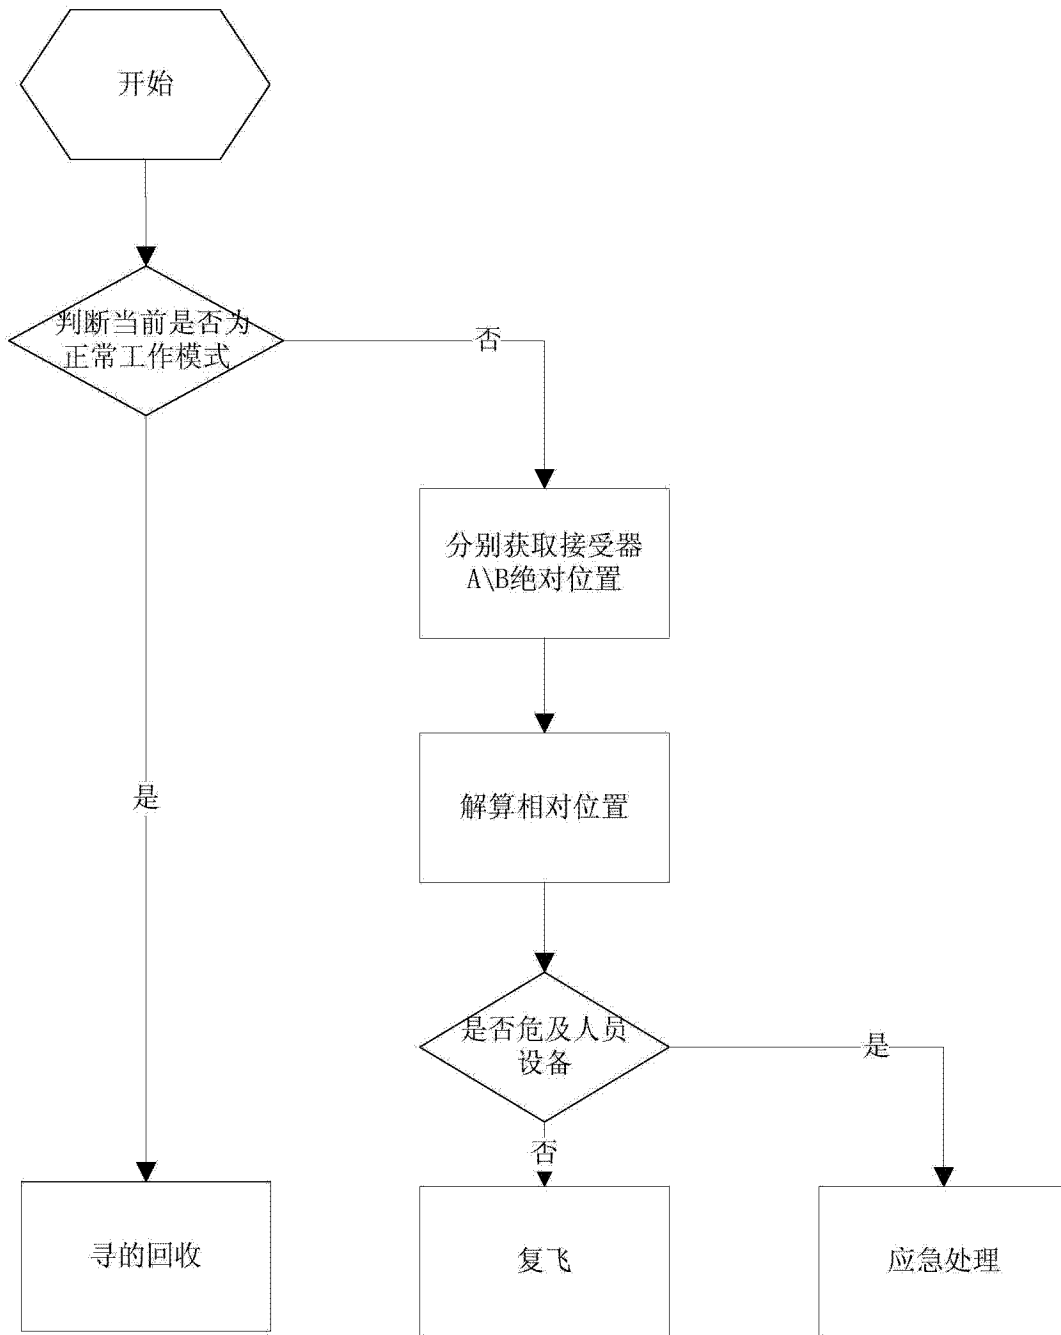 开始
判断当前是否为
正常工作模式
否
分别获取接受器
A\B绝对位置
是
解算相对位置
是否危及人员
设备
是
否
寻的回收
复飞
应急处理